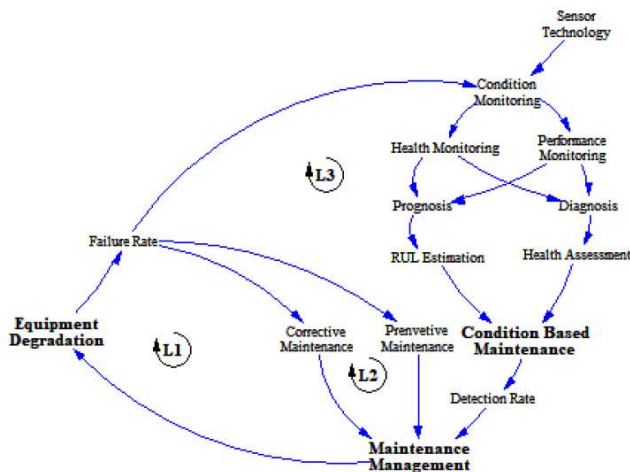 Sensor
Technology
Condition
Monitoring
Health Monitoring
Performance
Monitoring
L3
Prognosis
Diagnosis
Failure Rate
RUL Estimation
Health Assessment
Equipment
Degradation
L1
Corrective
Maintenance
Prenvetive
Maintenance
Condition Based
Maintenance
L2
Detection Rate
Maintenance
Management